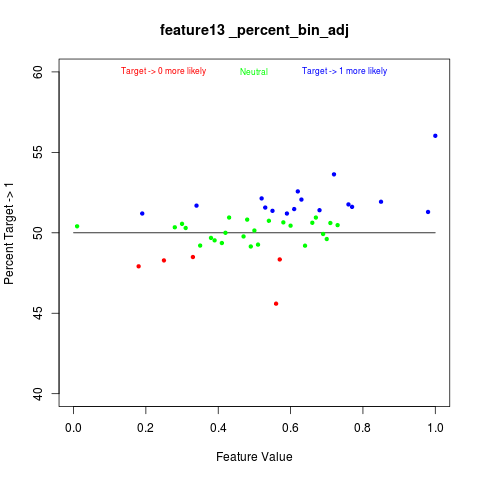 feature13 _percent_bin_adj
Target -> 0 more likely
Neutral
Target -> 1 more likely
Percent Target -> 1
60
55
50
45
40
0.0 0.2 0.4 0.6 0.8 1.0
Feature Value